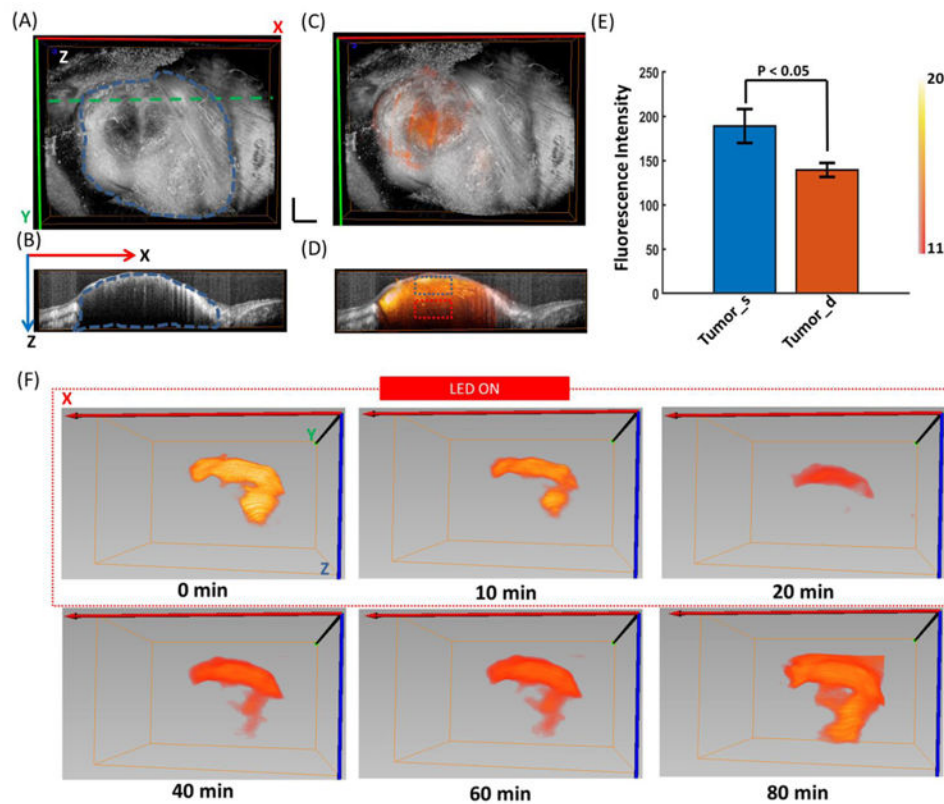 (A)
X
Z
Y
(C)
(E)
P < 0.05
Fluorescence Intensity
250
200
150
100
50
0
Tumor_s
Tumor_d
20
11
(B)
X
Z
(D)
(F)
LED ON
X
Y
Z
0 min
10 min
20 min
40 min
60 min
80 min